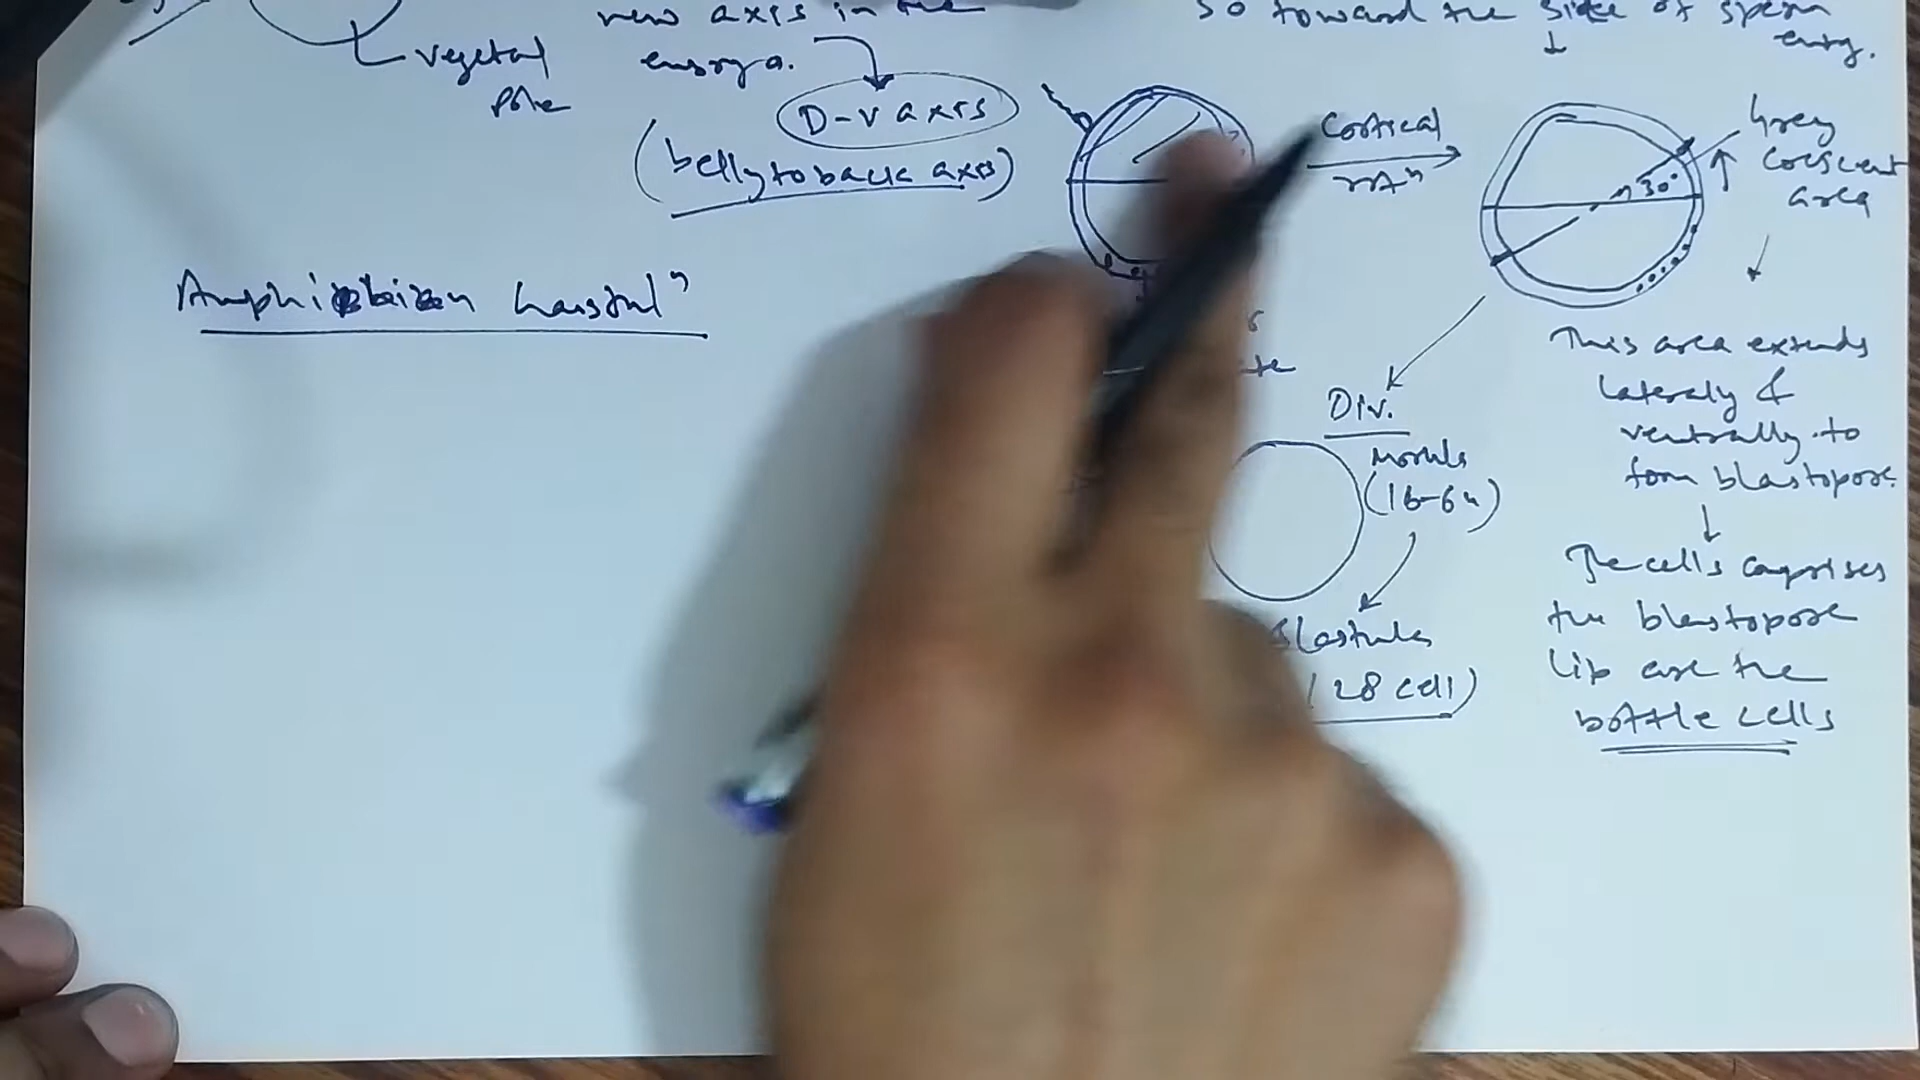 new axis in the
embryo.
vegetal
pole
D-V axis
(belly to back axis)
so toward the side of sperm
entry.
Cortical
rtⁿ
30°
Grey
crescent
area
Amphibian gastrulⁿ
This area extends
laterally &
ventrally to
form blastopore.
Div.
Morula
(16-64)
Blastula
128 cell)
The cells comprises
the blastopore
lip are the
bottle cells